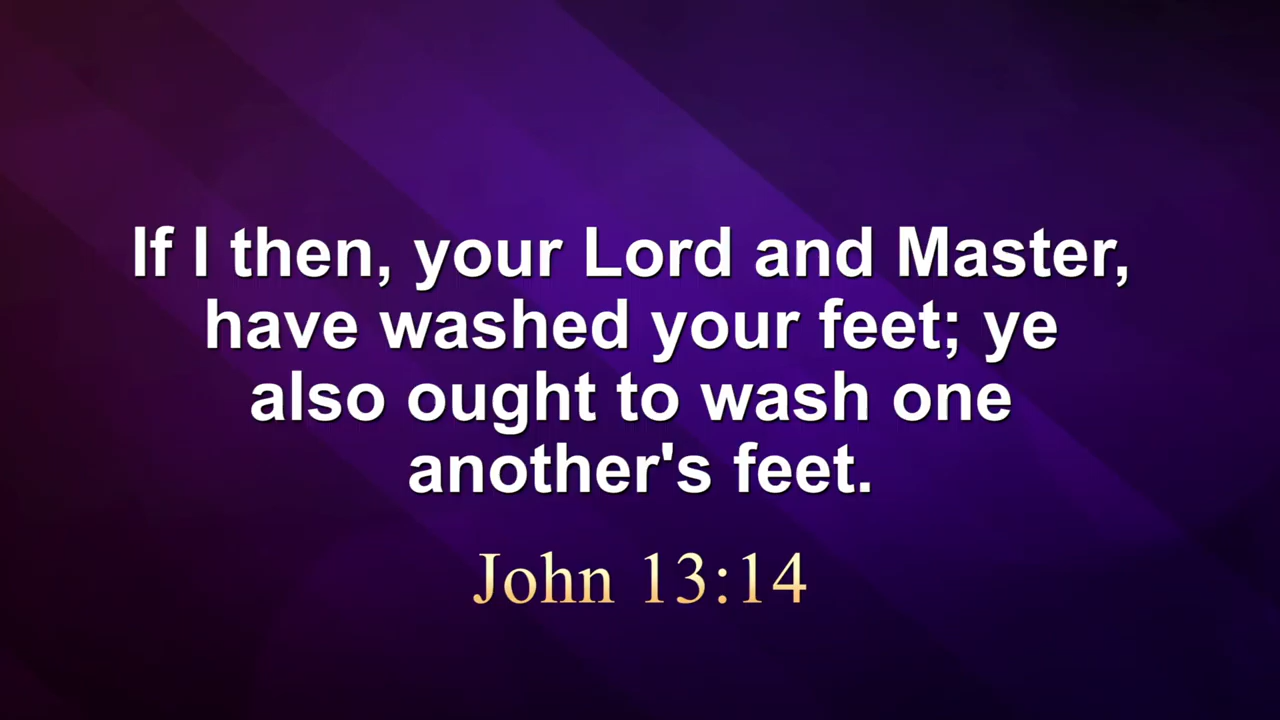 If I then, your Lord and Master,
have washed your feet; ye
also ought to wash one
another's feet.
John 13:14